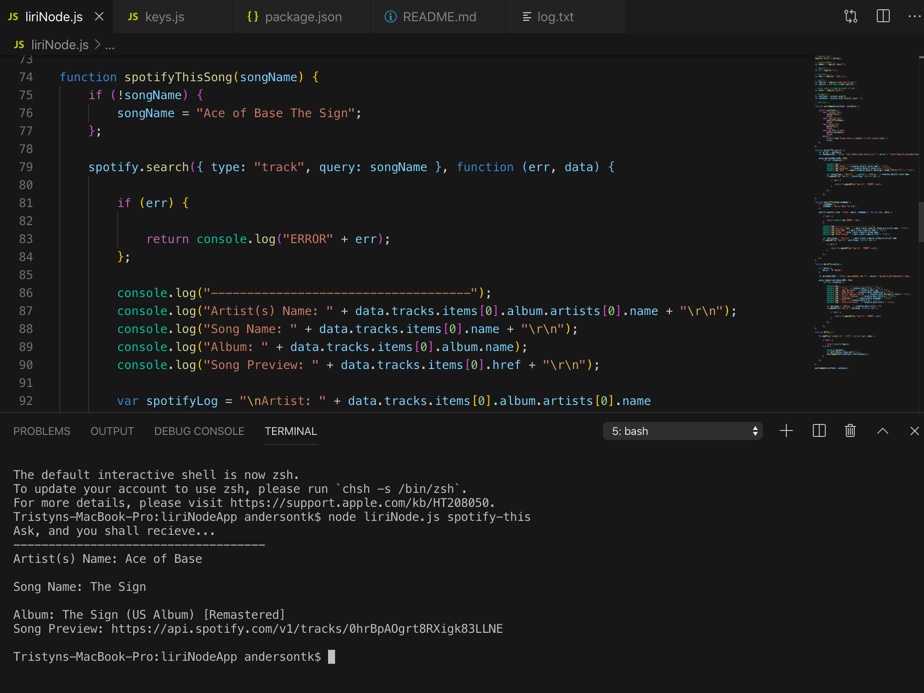 JS liriNode.js
JS keys.js
{} package.json
README.md
log.txt
JS liriNode.js > ...
73
74 function spotifyThisSong(songName) {
75 if (!songName) {
76 songName = "Ace of Base The Sign";
77 };
78
79 spotify.search({ type: "track", query: songName }, function (err, data) {
80
81 if (err) {
82
83 return console.log("ERROR" + err);
84 };
85
86 console.log("------------------------------------");
87 console.log("Artist(s) Name: " + data.tracks.items[0].album.artists[0].name + "\r\n");
88 console.log("Song Name: " + data.tracks.items[0].name + "\r\n");
89 console.log("Album: " + data.tracks.items[0].album.name);
90 console.log("Song Preview: " + data.tracks.items[0].href + "\r\n");
91
92 var spotifyLog = "\nArtist: " + data.tracks.items[0].album.artists[0].name
PROBLEMS OUTPUT DEBUG CONSOLE TERMINAL
5: bash
The default interactive shell is now zsh.
To update your account to use zsh, please run `chsh -s /bin/zsh`.
For more details, please visit https://support.apple.com/kb/HT208050.
Tristyns-MacBook-Pro:liriNodeApp andersontk$ node liriNode.js spotify-this
Ask, and you shall recieve...
------------------------------------
Artist(s) Name: Ace of Base
Song Name: The Sign
Album: The Sign (US Album) [Remastered]
Song Preview: https://api.spotify.com/v1/tracks/0hrBpAOgrt8RXigk83LLNE
Tristyns-MacBook-Pro:liriNodeApp andersontk$